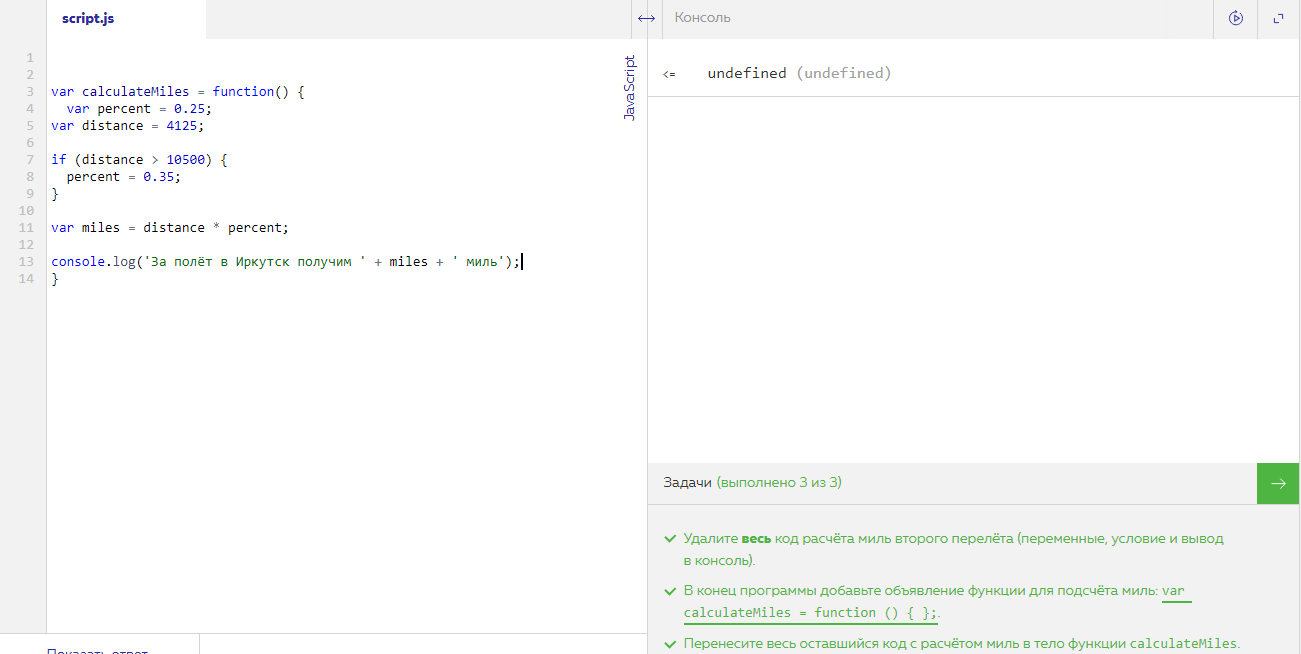 script.js
Консоль
JavaScript
1
2
3 var calculateMiles = function() {
4 var percent = 0.25;
5 var distance = 4125;
6
7 if (distance > 10500) {
8 percent = 0.35;
9 }
10
11 var miles = distance * percent;
12
13 console.log('За полёт в Иркутск получим ' + miles + ' миль');
14 }
<= undefined (undefined)
Задачи (выполнено 3 из 3)
Удалите весь код расчёта миль второго перелёта (переменные, условие и вывод
в консоль).
В конец программы добавьте объявление функции для подсчёта миль: var
calculateMiles = function () { };.
Перенесите весь оставшийся код с расчётом миль в тело функции calculateMiles.
Показать ответ